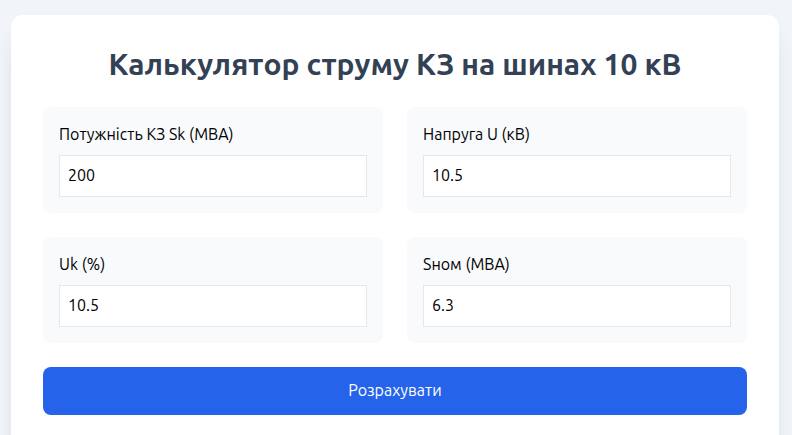 Калькулятор струму КЗ на шинах 10 кВ
Потужність КЗ Sk (МВА)
Напруга U (кВ)
200
10.5
Uk (%)
Sном (МВА)
10.5
6.3
Розрахувати